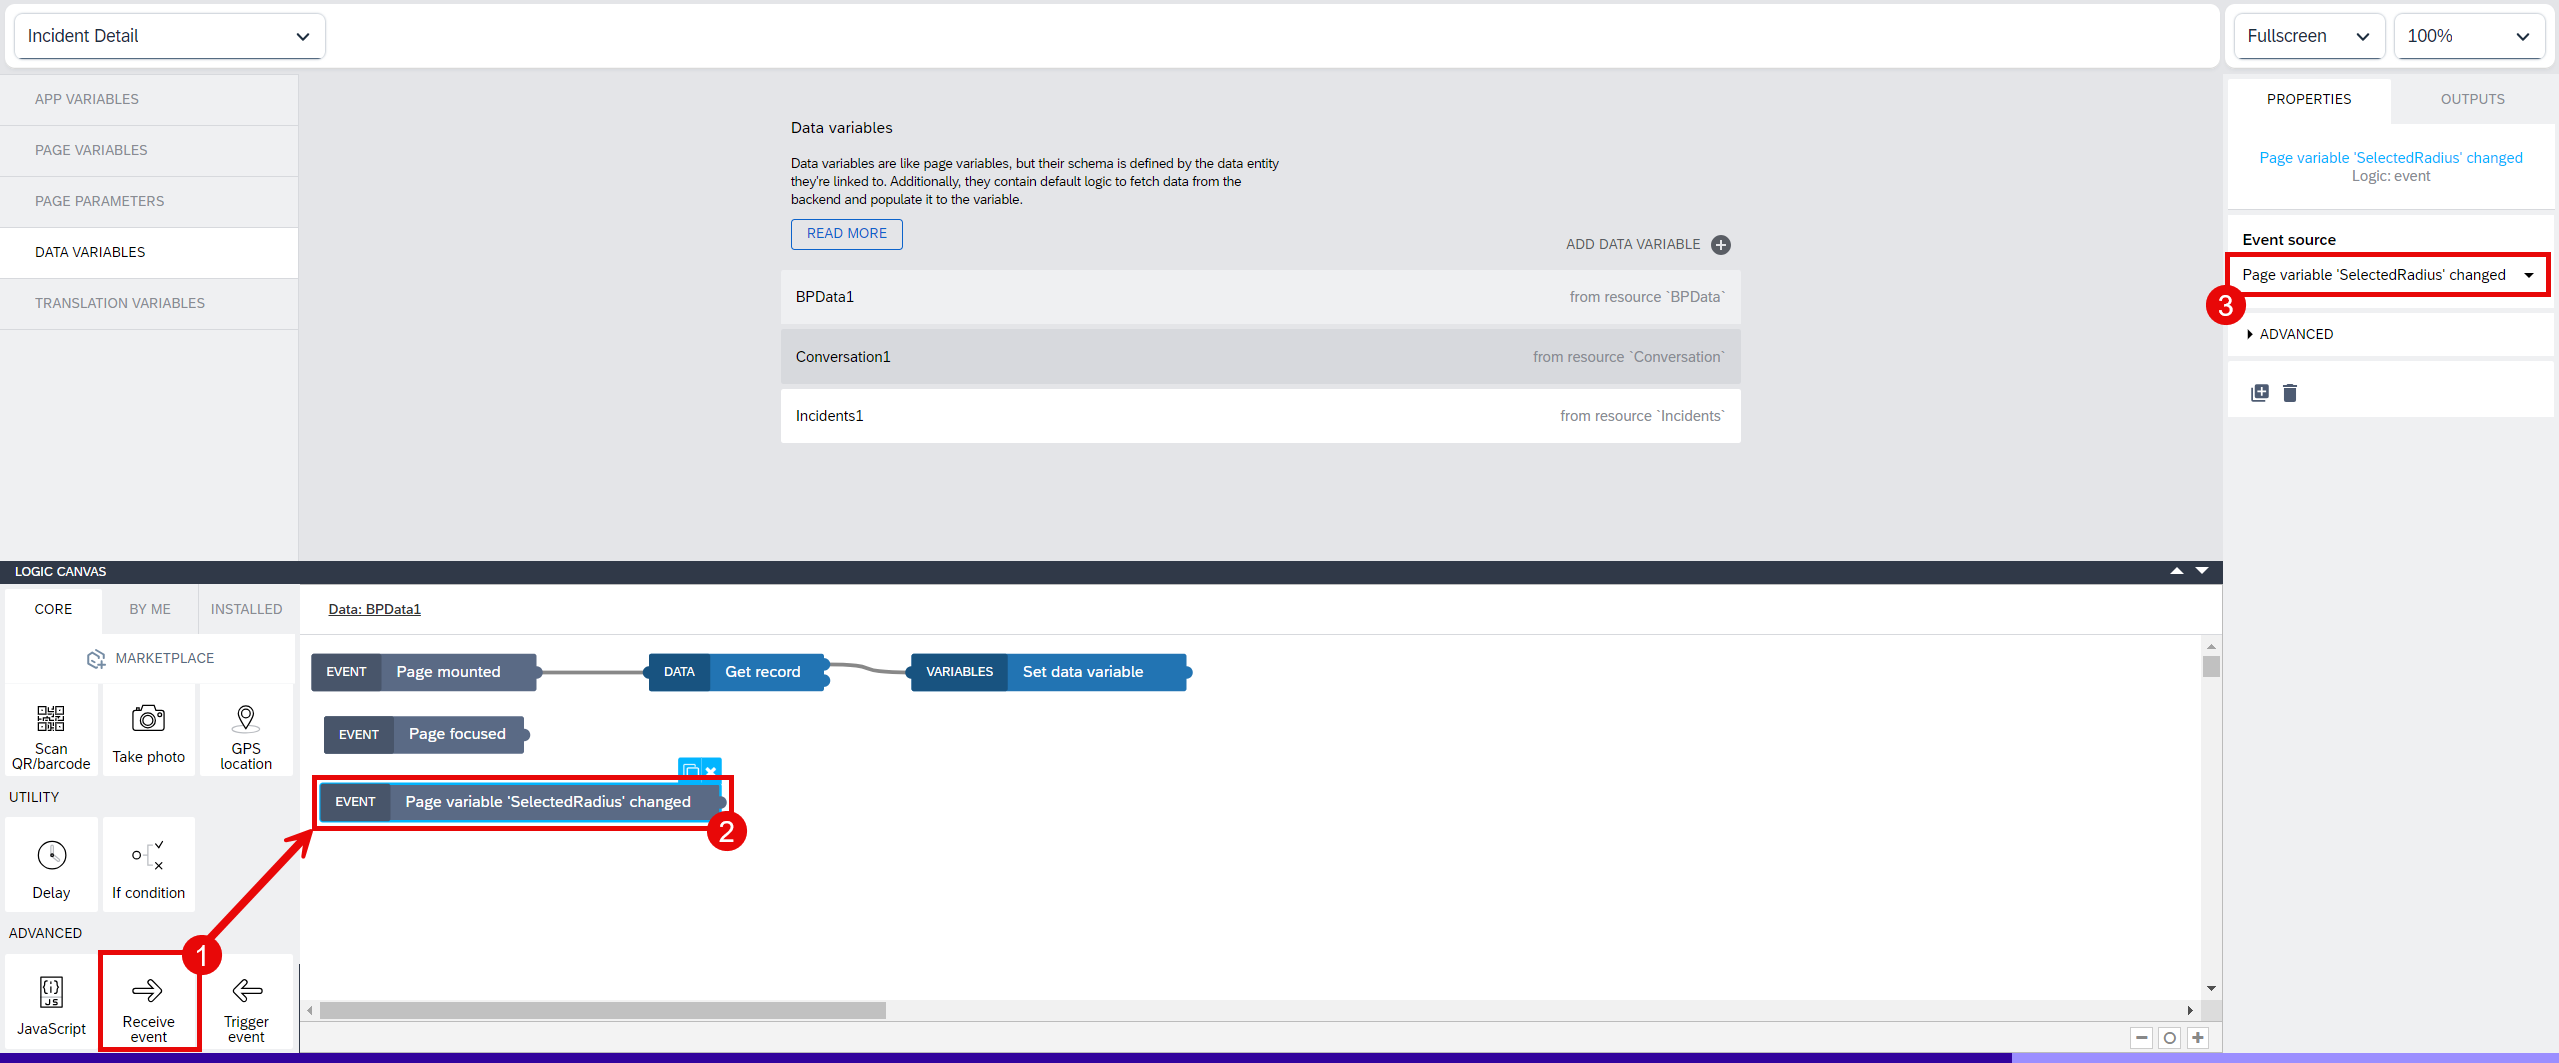 Incident Detail
Fullscreen
100%
APP VARIABLES
PAGE VARIABLES
PAGE PARAMETERS
DATA VARIABLES
TRANSLATION VARIABLES
Data variables
Data variables are like page variables, but their schema is defined by the data entity
they're linked to. Additionally, they contain default logic to fetch data from the
backend and populate it to the variable.
READ MORE
ADD DATA VARIABLE
BPData1
from resource `BPData`
Conversation1
from resource `Conversation`
Incidents1
from resource `Incidents`
PROPERTIES
OUTPUTS
Page variable 'SelectedRadius' changed
Logic: event
Event source
Page variable 'SelectedRadius' changed
3
ADVANCED
LOGIC CANVAS
CORE
BY ME
INSTALLED
MARKETPLACE
Scan
QR/barcode
Take photo
GPS
location
UTILITY
Delay
If condition
ADVANCED
1
{i}
JS
JavaScript
Receive
event
Trigger
event
Data: BPData1
EVENT
Page mounted
DATA
Get record
VARIABLES
Set data variable
EVENT
Page focused
EVENT
Page variable 'SelectedRadius' changed
2